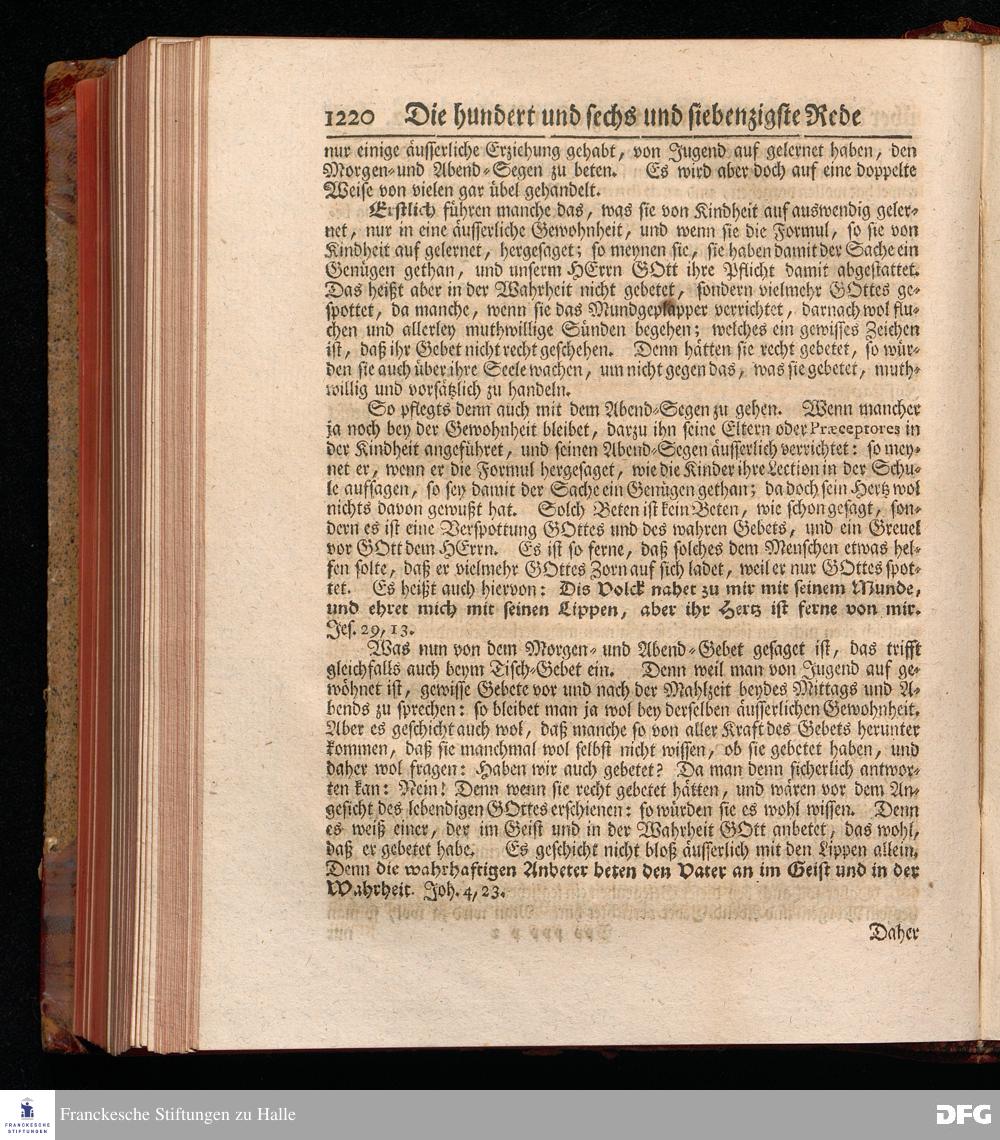 1220 Die hundert und sechs und siebenzigste Rede
nur einige äusserliche Erziehung gehabt, von Jugend auf gelernet haben, den
Morgen- und Abend-Segen zu beten. Es wird aber doch auf eine doppelte
Weise von vielen gar übel gehandelt.
Erstlich führen manche das, was sie von Kindheit auf auswendig geler-
net, nur in eine äusserliche Gewohnheit, und wenn sie die Formul, so sie von
Kindheit auf gelernet, hergesaget; so meynen sie, sie haben damit der Sache ein
Genügen gethan, und unserm HErrn GOtt ihre Pflicht damit abgestattet.
Das heißt aber in der Wahrheit nicht gebetet, sondern vielmehr GOttes ge-
spottet, da manche, wenn sie das Mundgeplapper verrichtet, darnach wol flu-
chen und allerley muthwillige Sünden begehen; welches ein gewisses Zeichen
ist, daß ihr Gebet nicht recht geschehen. Denn hätten sie recht gebetet, so wür-
den sie auch über ihre Seele wachen, um nicht gegen das, was sie gebetet, muth-
willig und vorsätzlich zu handeln.
So pflegts denn auch mit dem Abend-Segen zu gehen. Wenn mancher
ja noch bey der Gewohnheit bleibet, darzu ihn seine Eltern oder Præceptores in
der Kindheit angeführet, und seinen Abend-Segen äusserlich verrichtet: so mey-
net er, wenn er die Formul hergesaget, wie die Kinder ihre Lection in der Schu-
le aufsagen, so sey damit der Sache ein Genügen gethan; da doch sein Hertz wol
nichts davon gewußt hat. Solch Beten ist kein Beten, wie schon gesagt, son-
dern es ist eine Verspottung GOttes und des wahren Gebets, und ein Greuel
vor GOtt dem HErrn. Es ist so ferne, daß solches dem Menschen etwas hel-
fen solte, daß er vielmehr GOttes Zorn auf sich ladet, weil er nur GOttes spot-
tet. Es heißt auch hiervon: Dis Volck nahet zu mir mit seinem Munde,
und ehret mich mit seinen Lippen, aber ihr Hertz ist ferne von mir.
Jes. 29, 13.
Was nun von dem Morgen- und Abend-Gebet gesaget ist, das trifft
gleichfalls auch beym Tisch-Gebet ein. Denn weil man von Jugend auf ge-
wöhnet ist, gewisse Gebete vor und nach der Mahlzeit beydes Mittags und A-
bends zu sprechen: so bleibet man ja wol bey derselben äusserlichen Gewohnheit.
Aber es geschicht auch wol, daß manche so von aller Kraft des Gebets herunter
kommen, daß sie manchmal wol selbst nicht wissen, ob sie gebetet haben, und
daher wol fragen: Haben wir auch gebetet? Da man denn sicherlich antwor-
ten kan: Nein! Denn wenn sie recht gebetet hätten, und wären vor dem An-
gesicht des lebendigen GOttes erschienen: so würden sie es wohl wissen. Denn
es weiß einer, der im Geist und in der Wahrheit GOtt anbetet, das wohl,
daß er gebetet habe. Es geschicht nicht bloß äusserlich mit den Lippen allein.
Denn die wahrhaftigen Anbeter beten den Vater an im Geist und in der
Wahrheit. Joh. 4, 23.
Daher
FRANCKESCHE
STIFTUNGEN
Franckesche Stiftungen zu Halle
DFG